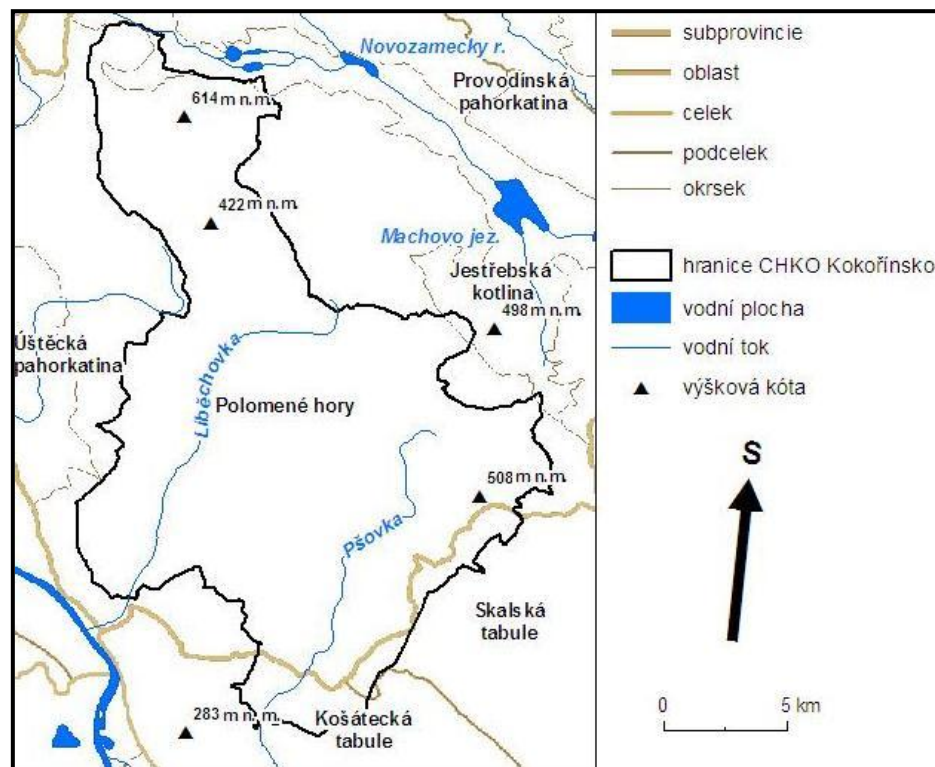 Novozamecky r.
Provodínská
pahorkatina
614 m n. m.
422 m n. m.
Machovo jez.
Jestřebská
kotlina
498 m n. m.
Úštěcká
pahorkatina
Liběchovka
Polomené hory
508 m n. m.
Pšovka
Skalská
tabule
283 m n. m.
Košátecká
tabule
subprovincie
oblast
celek
podcelek
okrsek
hranice CHKO Kokořínsko
vodní plocha
vodní tok
výšková kóta
S
0 5 km